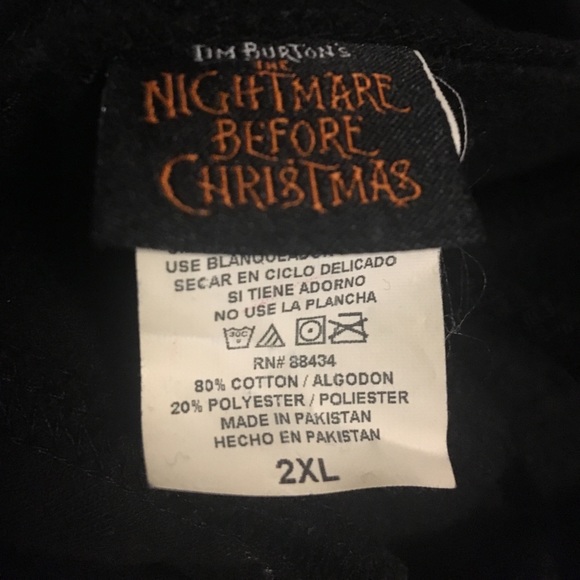 TIM BURTON'S
THE
NIGHTMARE
BEFORE
CHRISTMAS
USE BLANQUEADOR
SECAR EN CICLO DELICADO
SI TIENE ADORNO
NO USE LA PLANCHA
30C
RN# 88434
80% COTTON / ALGODON
20% POLYESTER / POLIESTER
MADE IN PAKISTAN
HECHO EN PAKISTAN
2XL